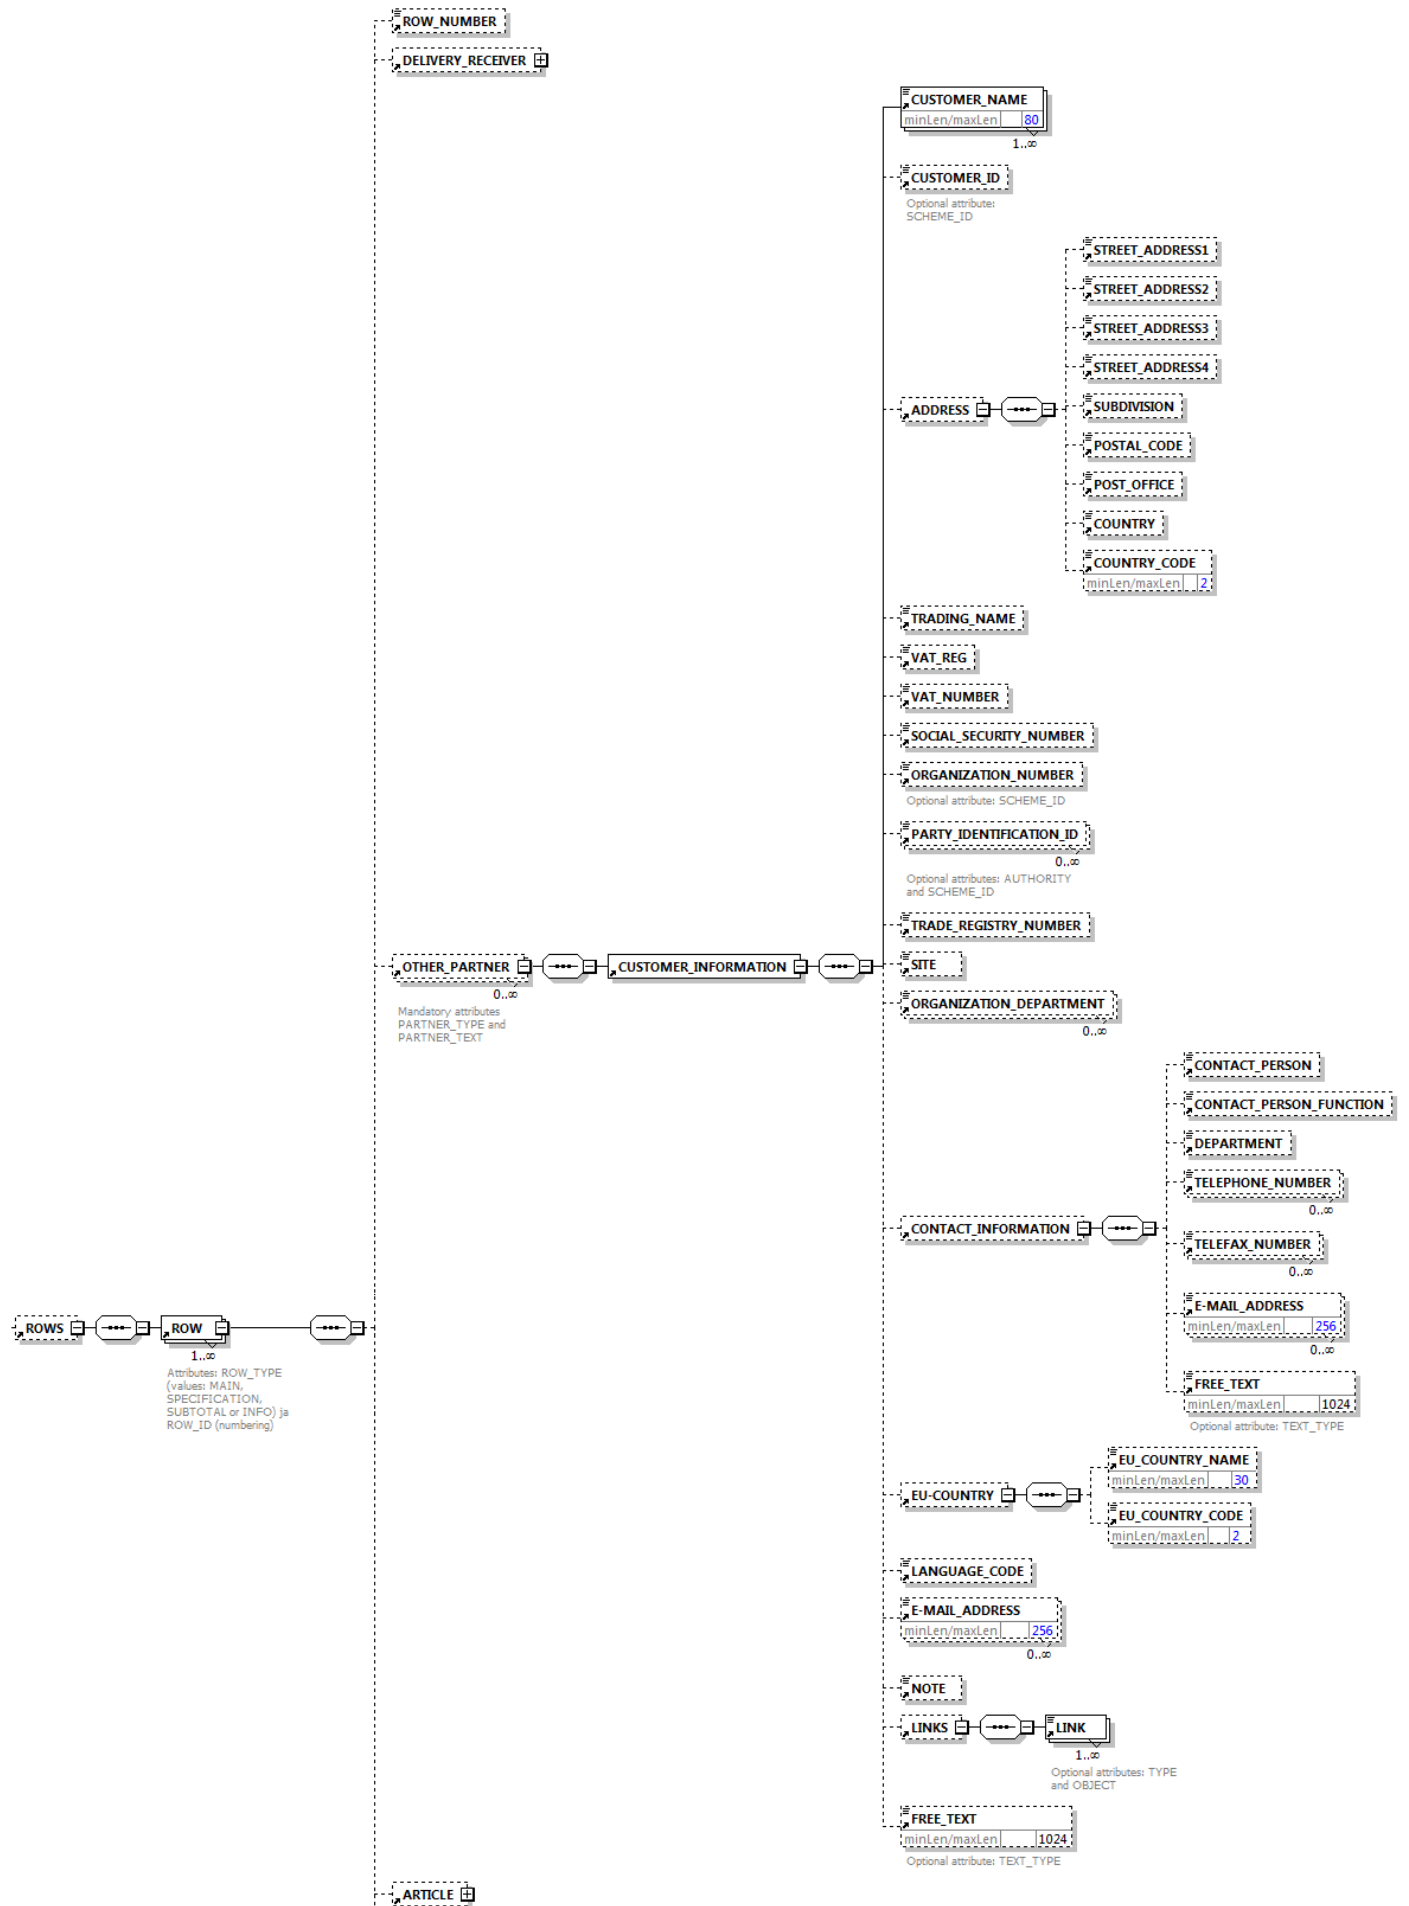 ROW_NUMBER
DELIVERY_RECEIVER
CUSTOMER_NAME
minLen/maxLen 80
1..∞
CUSTOMER_ID
Optional attribute:
SCHEME_ID
STREET_ADDRESS1
STREET_ADDRESS2
STREET_ADDRESS3
STREET_ADDRESS4
ADDRESS
SUBDIVISION
POSTAL_CODE
POST_OFFICE
COUNTRY
COUNTRY_CODE
minLen/maxLen 2
TRADING_NAME
VAT_REG
VAT_NUMBER
SOCIAL_SECURITY_NUMBER
ORGANIZATION_NUMBER
Optional attribute: SCHEME_ID
PARTY_IDENTIFICATION_ID
0..∞
Optional attributes: AUTHORITY
and SCHEME_ID
TRADE_REGISTRY_NUMBER
OTHER_PARTNER
0..∞
Mandatory attributes
PARTNER_TYPE and
PARTNER_TEXT
CUSTOMER_INFORMATION
SITE
ORGANIZATION_DEPARTMENT
0..∞
CONTACT_PERSON
CONTACT_PERSON_FUNCTION
DEPARTMENT
TELEPHONE_NUMBER
0..∞
CONTACT_INFORMATION
TELEFAX_NUMBER
0..∞
E-MAIL_ADDRESS
minLen/maxLen 256
0..∞
ROWS
ROW
1..∞
Attributes: ROW_TYPE
(values: MAIN,
SPECIFICATION,
SUBTOTAL or INFO) ja
ROW_ID (numbering)
FREE_TEXT
minLen/maxLen 1024
Optional attribute: TEXT_TYPE
EU_COUNTRY_NAME
minLen/maxLen 30
EU-COUNTRY
EU_COUNTRY_CODE
minLen/maxLen 2
LANGUAGE_CODE
E-MAIL_ADDRESS
minLen/maxLen 256
0..∞
NOTE
LINKS
LINK
1..∞
Optional attributes: TYPE
and OBJECT
FREE_TEXT
minLen/maxLen 1024
Optional attribute: TEXT_TYPE
ARTICLE